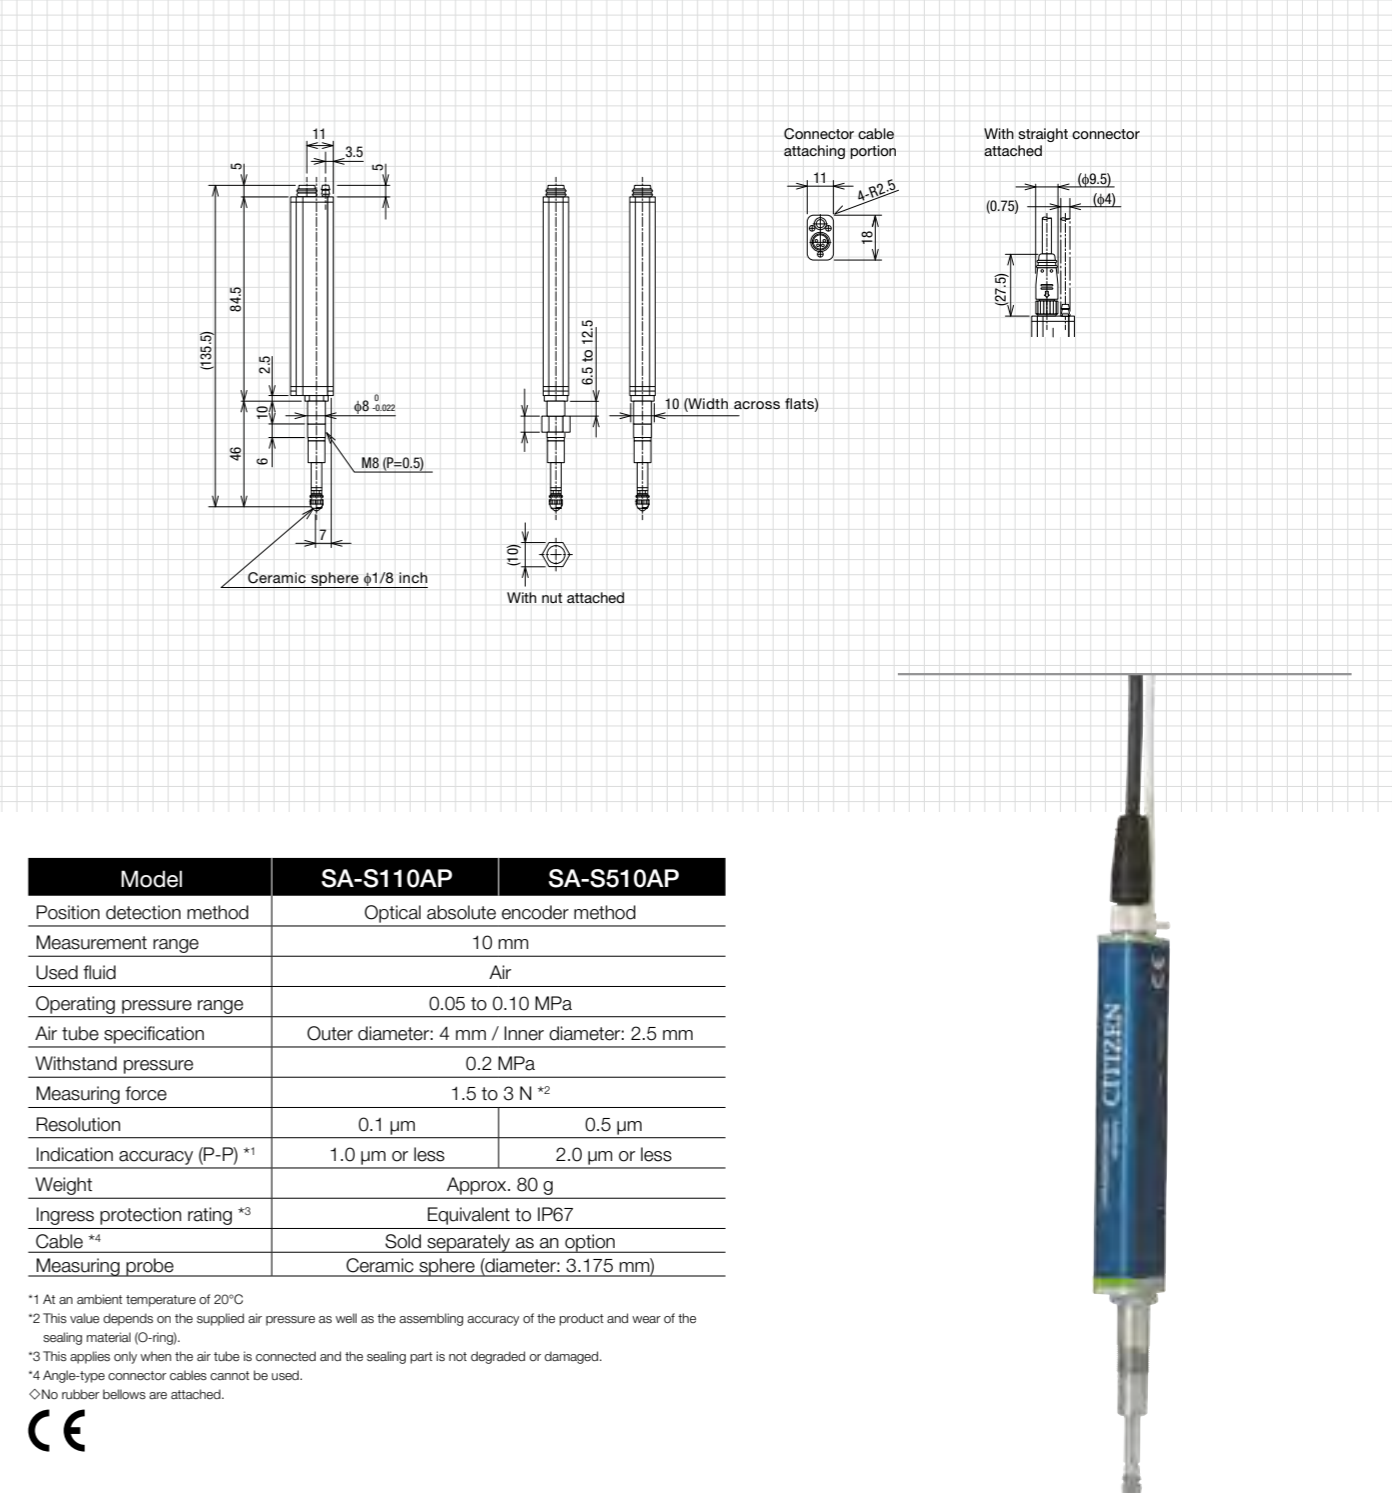 11
3.5
5
5
(135.5)
84.5
2.5
10
46
6
ϕ8 0 -0.022
M8 (P=0.5)
7
Ceramic sphere ϕ1/8 inch
6.5 to 12.5
10 (Width across flats)
(10)
With nut attached
Connector cable
attaching portion
11
4-R2.5
18
With straight connector
attached
(ϕ9.5)
(0.75)
(ϕ4)
(27.5)
CITIZEN
CE
Model SA-S110AP SA-S510AP
Position detection method Optical absolute encoder method
Measurement range 10 mm
Used fluid Air
Operating pressure range 0.05 to 0.10 MPa
Air tube specification Outer diameter: 4 mm / Inner diameter: 2.5 mm
Withstand pressure 0.2 MPa
Measuring force 1.5 to 3 N *2
Resolution 0.1 µm 0.5 µm
Indication accuracy (P-P) *1 1.0 µm or less 2.0 µm or less
Weight Approx. 80 g
Ingress protection rating *3 Equivalent to IP67
Cable *4 Sold separately as an option
Measuring probe Ceramic sphere (diameter: 3.175 mm)
*1 At an ambient temperature of 20°C
*2 This value depends on the supplied air pressure as well as the assembling accuracy of the product and wear of the
sealing material (O-ring).
*3 This applies only when the air tube is connected and the sealing part is not degraded or damaged.
*4 Angle-type connector cables cannot be used.
◇No rubber bellows are attached.
CE